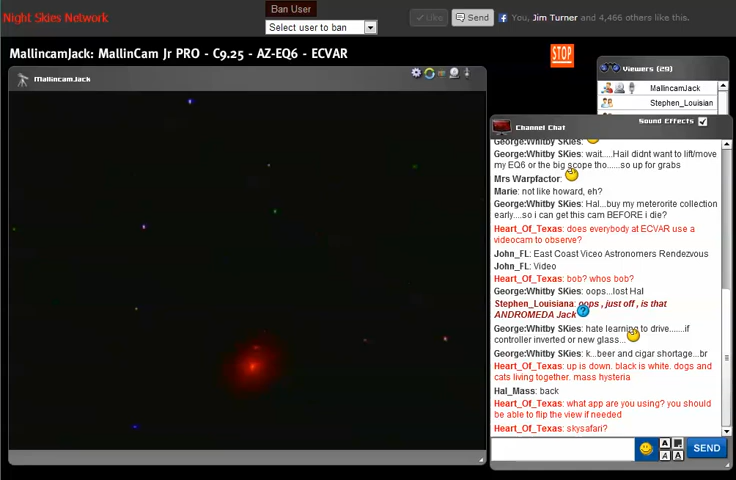 Night Skies Network
Ban User
Select user to ban
Like
Send
You, Jim Turner and 4,466 others like this.
MallincamJack: MallinCam Jr PRO - C9.25 - AZ-EQ6 - ECVAR
STOP
MallincamJack
Viewers (29)
MallincamJack
Stephen_Louisian
Sound Effects
Channel Chat
George:Whitby SKies:
George:Whitby SKies: wait.....Hail didnt want to lift/move
my EQ6 or the big scope tho......so up for grabs
Mrs Warpfactor:
Marie: not like howard, eh?
George:Whitby SKies: Hal...buy my meterorite collection
early....so i can get this cam BEFORE i die?
Heart_Of_Texas: does everybody at ECVAR use a
videocam to observe?
John_FL: East Coast Viceo Astronomers Rendezvous
John_FL: Video
Heart_Of_Texas: bob? whos bob?
George:Whitby SKies: oops...lost Hal
Stephen_Louisiana: oops , just off , is that
ANDROMEDA Jack
George:Whitby SKies: hate learning to drive.......if
controller inverted or new glass...
George:Whitby SKies: k...beer and cigar shortage...br
Heart_Of_Texas: up is down. black is white. dogs and
cats living together. mass hysteria
Hal_Mass: back
Heart_Of_Texas: what app are you using? you should
be able to flip the view if needed
Heart_Of_Texas: skysafari?
A
A A
SEND